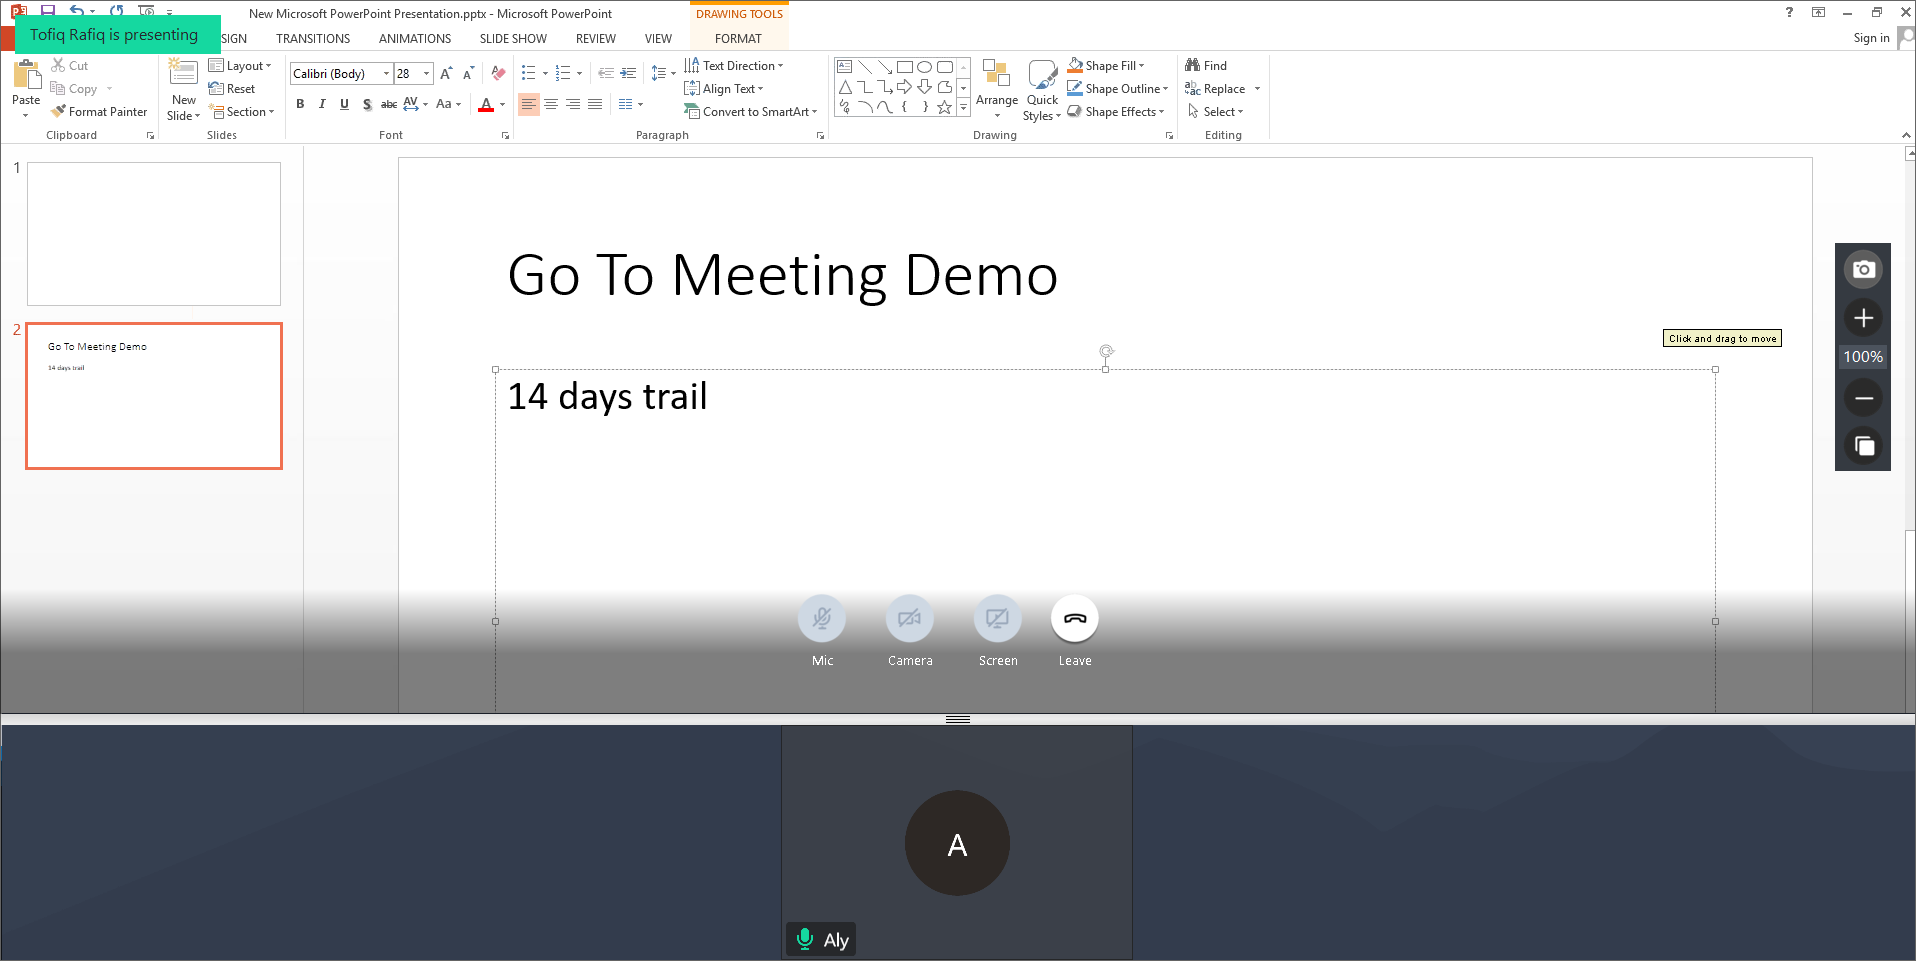 New Microsoft PowerPoint Presentation.pptx - Microsoft PowerPoint
DRAWING TOOLS
?
Tofiq Rafiq is presenting
SIGN
TRANSITIONS
ANIMATIONS
SLIDE SHOW
REVIEW
VIEW
FORMAT
Sign in
Paste
Cut
Copy
Format Painter
Clipboard
New
Slide
Layout
Reset
Section
Slides
Calibri (Body)
28
B I U S abc AV Aa A
Font
Text Direction
Align Text
Convert to SmartArt
Paragraph
Arrange
Quick
Styles
Shape Fill
Shape Outline
Shape Effects
Drawing
Find
Replace
Select
Editing
1
2
Go To Meeting Demo
14 days trail
Go To Meeting Demo
Click and drag to move
14 days trail
100%
Mic
Camera
Screen
Leave
A
Aly